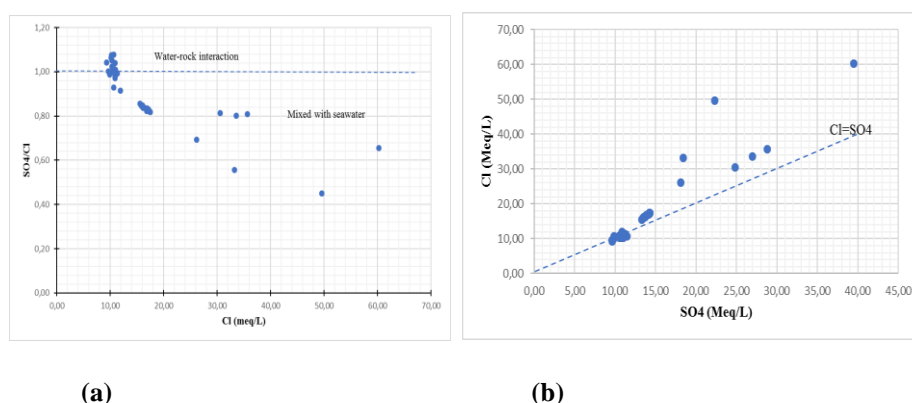 1,20
1,00
0,80
0,60
0,40
0,20
0,00
SO4/Cl
Water-rock interaction
Mixed with seawater
0,00 10,00 20,00 30,00 40,00 50,00 60,00 70,00
Cl (meq/L)
(a)
70,00
60,00
50,00
40,00
30,00
20,00
10,00
0,00
Cl (Meq/L)
Cl=SO4
0,00 5,00 10,00 15,00 20,00 25,00 30,00 35,00 40,00 45,00
SO4 (Meq/L)
(b)